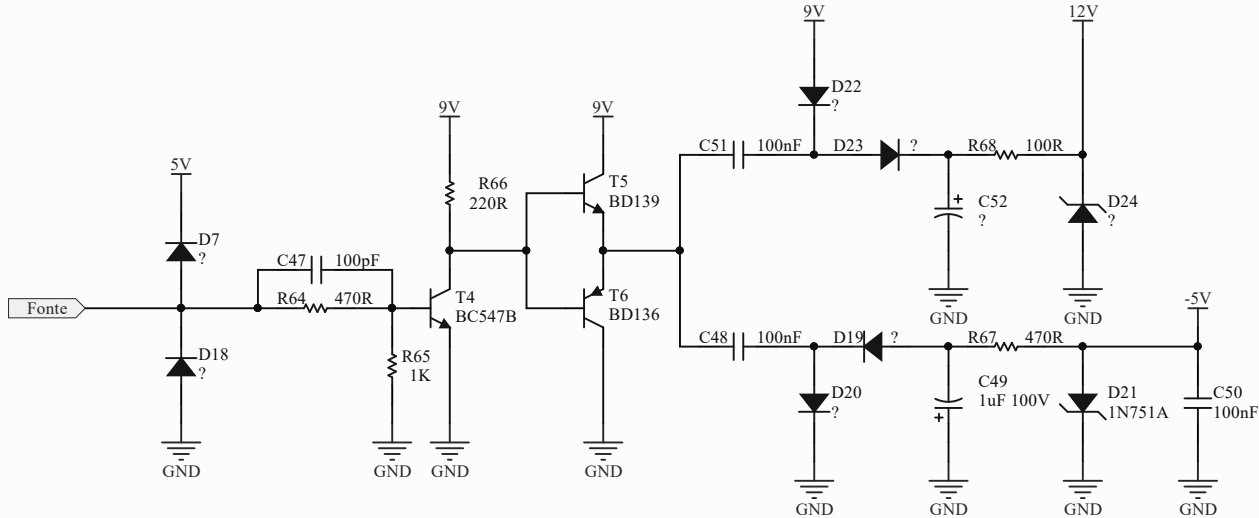 9V
12V
D22
?
9V
9V
C51
100nF
D23
?
R68
100R
5V
R66
220R
T5
BD139
C52
?
D24
?
D7
?
C47
100pF
Fonte
R64
470R
T4
BC547B
T6
BD136
GND
GND
-5V
C48
100nF
D19
?
R67
470R
D18
?
R65
1K
D20
?
C49
1uF 100V
D21
1N751A
C50
100nF
GND
GND
GND
GND
GND
GND
GND
GND